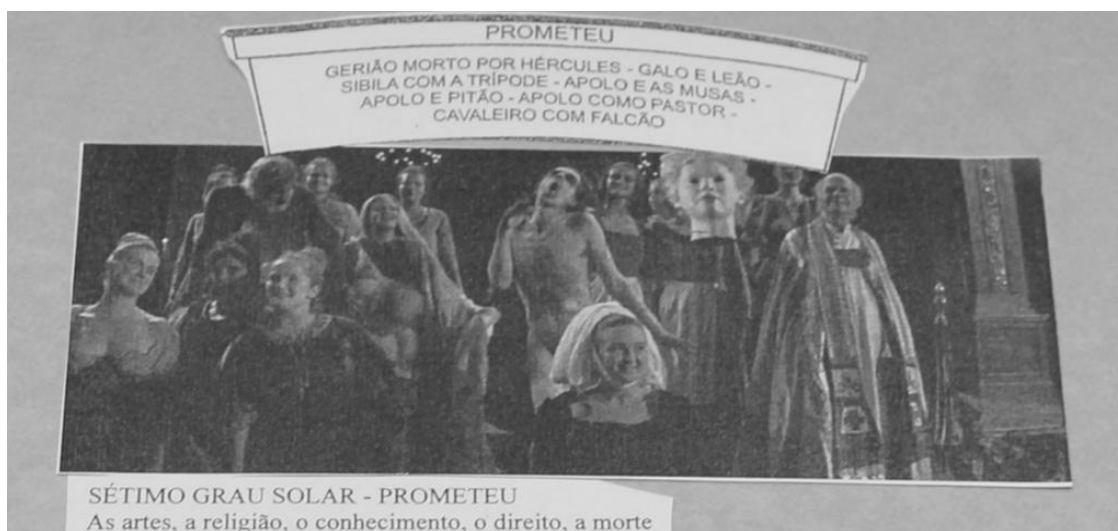 PROMETEU
GERIÃO MORTO POR HÉRCULES - GALO E LEÃO -
SIBILA COM A TRÍPODE - APOLO E AS MUSAS -
APOLO E PITÃO - APOLO COMO PASTOR -
CAVALEIRO COM FALCÃO
SÉTIMO GRAU SOLAR - PROMETEU
As artes, a religião, o conhecimento, o direito, a morte